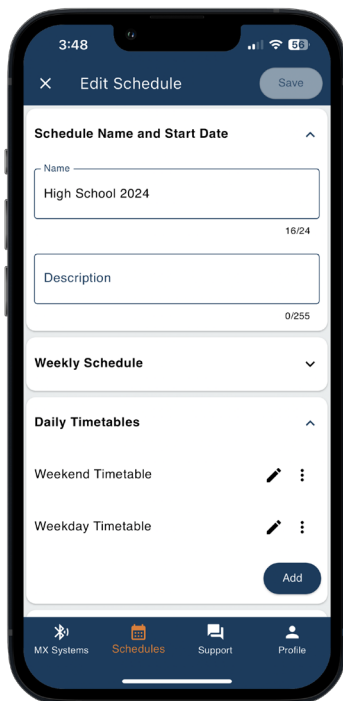 3:48
56
Edit Schedule
Save
Schedule Name and Start Date
Name
High School 2024
16/24
Description
0/255
Weekly Schedule
Daily Timetables
Weekend Timetable
Weekday Timetable
Add
MX Systems
Schedules
Support
Profile